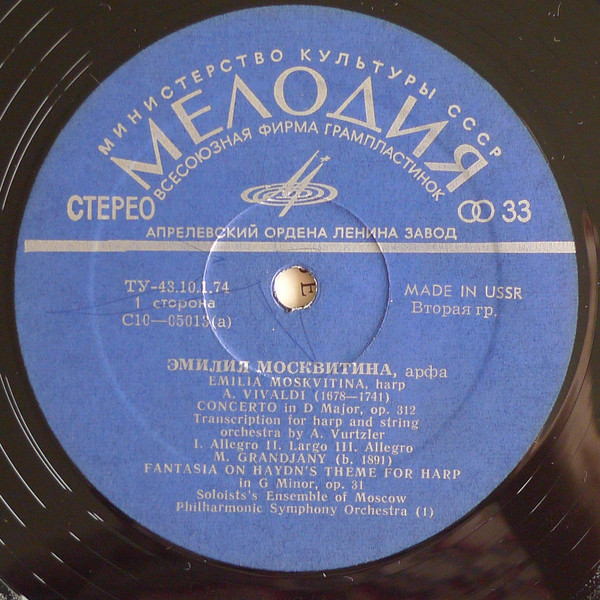 МИНИСТЕРСТВО КУЛЬТУРЫ СССР
МЕЛОДИЯ
ВСЕСОЮЗНАЯ ФИРМА ГРАМПЛАСТИНОК
СТЕРЕО
33
АПРЕЛЕВСКИЙ ОРДЕНА ЛЕНИНА ЗАВОД
ТУ-43.10.1.74
1 сторона
С10—05013(а)
MADE IN USSR
Вторая гр.
ЭМИЛИЯ МОСКВИТИНА, арфа
EMILIA MOSKVITINA, harp
A. VIVALDI (1678—1741)
CONCERTO in D Major, op. 312
Transcription for harp and string
orchestra by A. Vurtzler
I. Allegro II. Largo III. Allegro
M. GRANDJANY (b. 1891)
FANTASIA ON HAYDN'S THEME FOR HARP
in G Minor, op. 31
Soloists's Ensemble of Moscow
Philharmonic Symphony Orchestra (1)